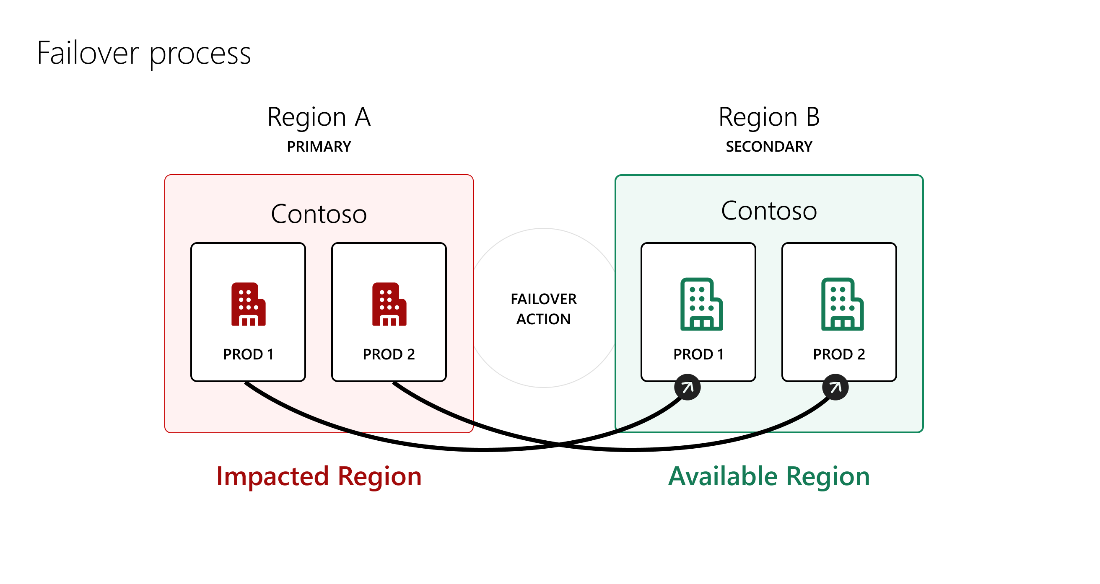 Failover process
Region A
PRIMARY
Region B
SECONDARY
Contoso
PROD 1
PROD 2
FAILOVER
ACTION
Contoso
PROD 1
PROD 2
Impacted Region
Available Region